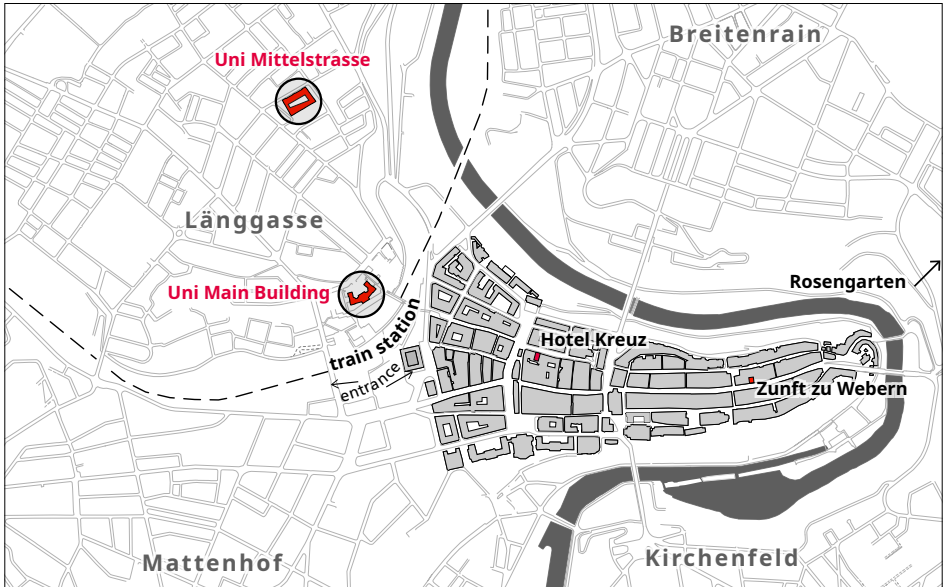 Breitenrain
Uni Mittelstrasse
Länggasse
Rosengarten
Uni Main Building
train station
Hotel Kreuz
entrance
Zunft zu Webern
Mattenhof
Kirchenfeld